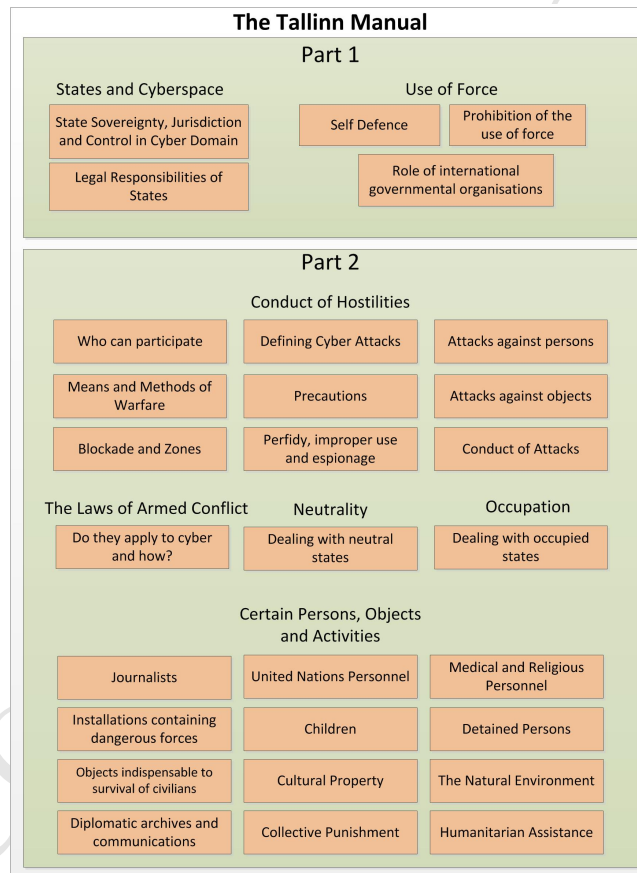 The Tallinn Manual
Part 1
States and Cyberspace
State Sovereignty, Jurisdiction
and Control in Cyber Domain
Legal Responsibilities of
States
Use of Force
Self Defence
Prohibition of the
use of force
Role of international
governmental organisations
Part 2
Conduct of Hostilities
Who can participate
Defining Cyber Attacks
Attacks against persons
Means and Methods of
Warfare
Precautions
Attacks against objects
Blockade and Zones
Perfidy, improper use
and espionage
Conduct of Attacks
The Laws of Armed Conflict
Do they apply to cyber
and how?
Neutrality
Dealing with neutral
states
Occupation
Dealing with occupied
states
Certain Persons, Objects
and Activities
Journalists
United Nations Personnel
Medical and Religious
Personnel
Installations containing
dangerous forces
Children
Detained Persons
Objects indispensable to
survival of civilians
Cultural Property
The Natural Environment
Diplomatic archives and
communications
Collective Punishment
Humanitarian Assistance